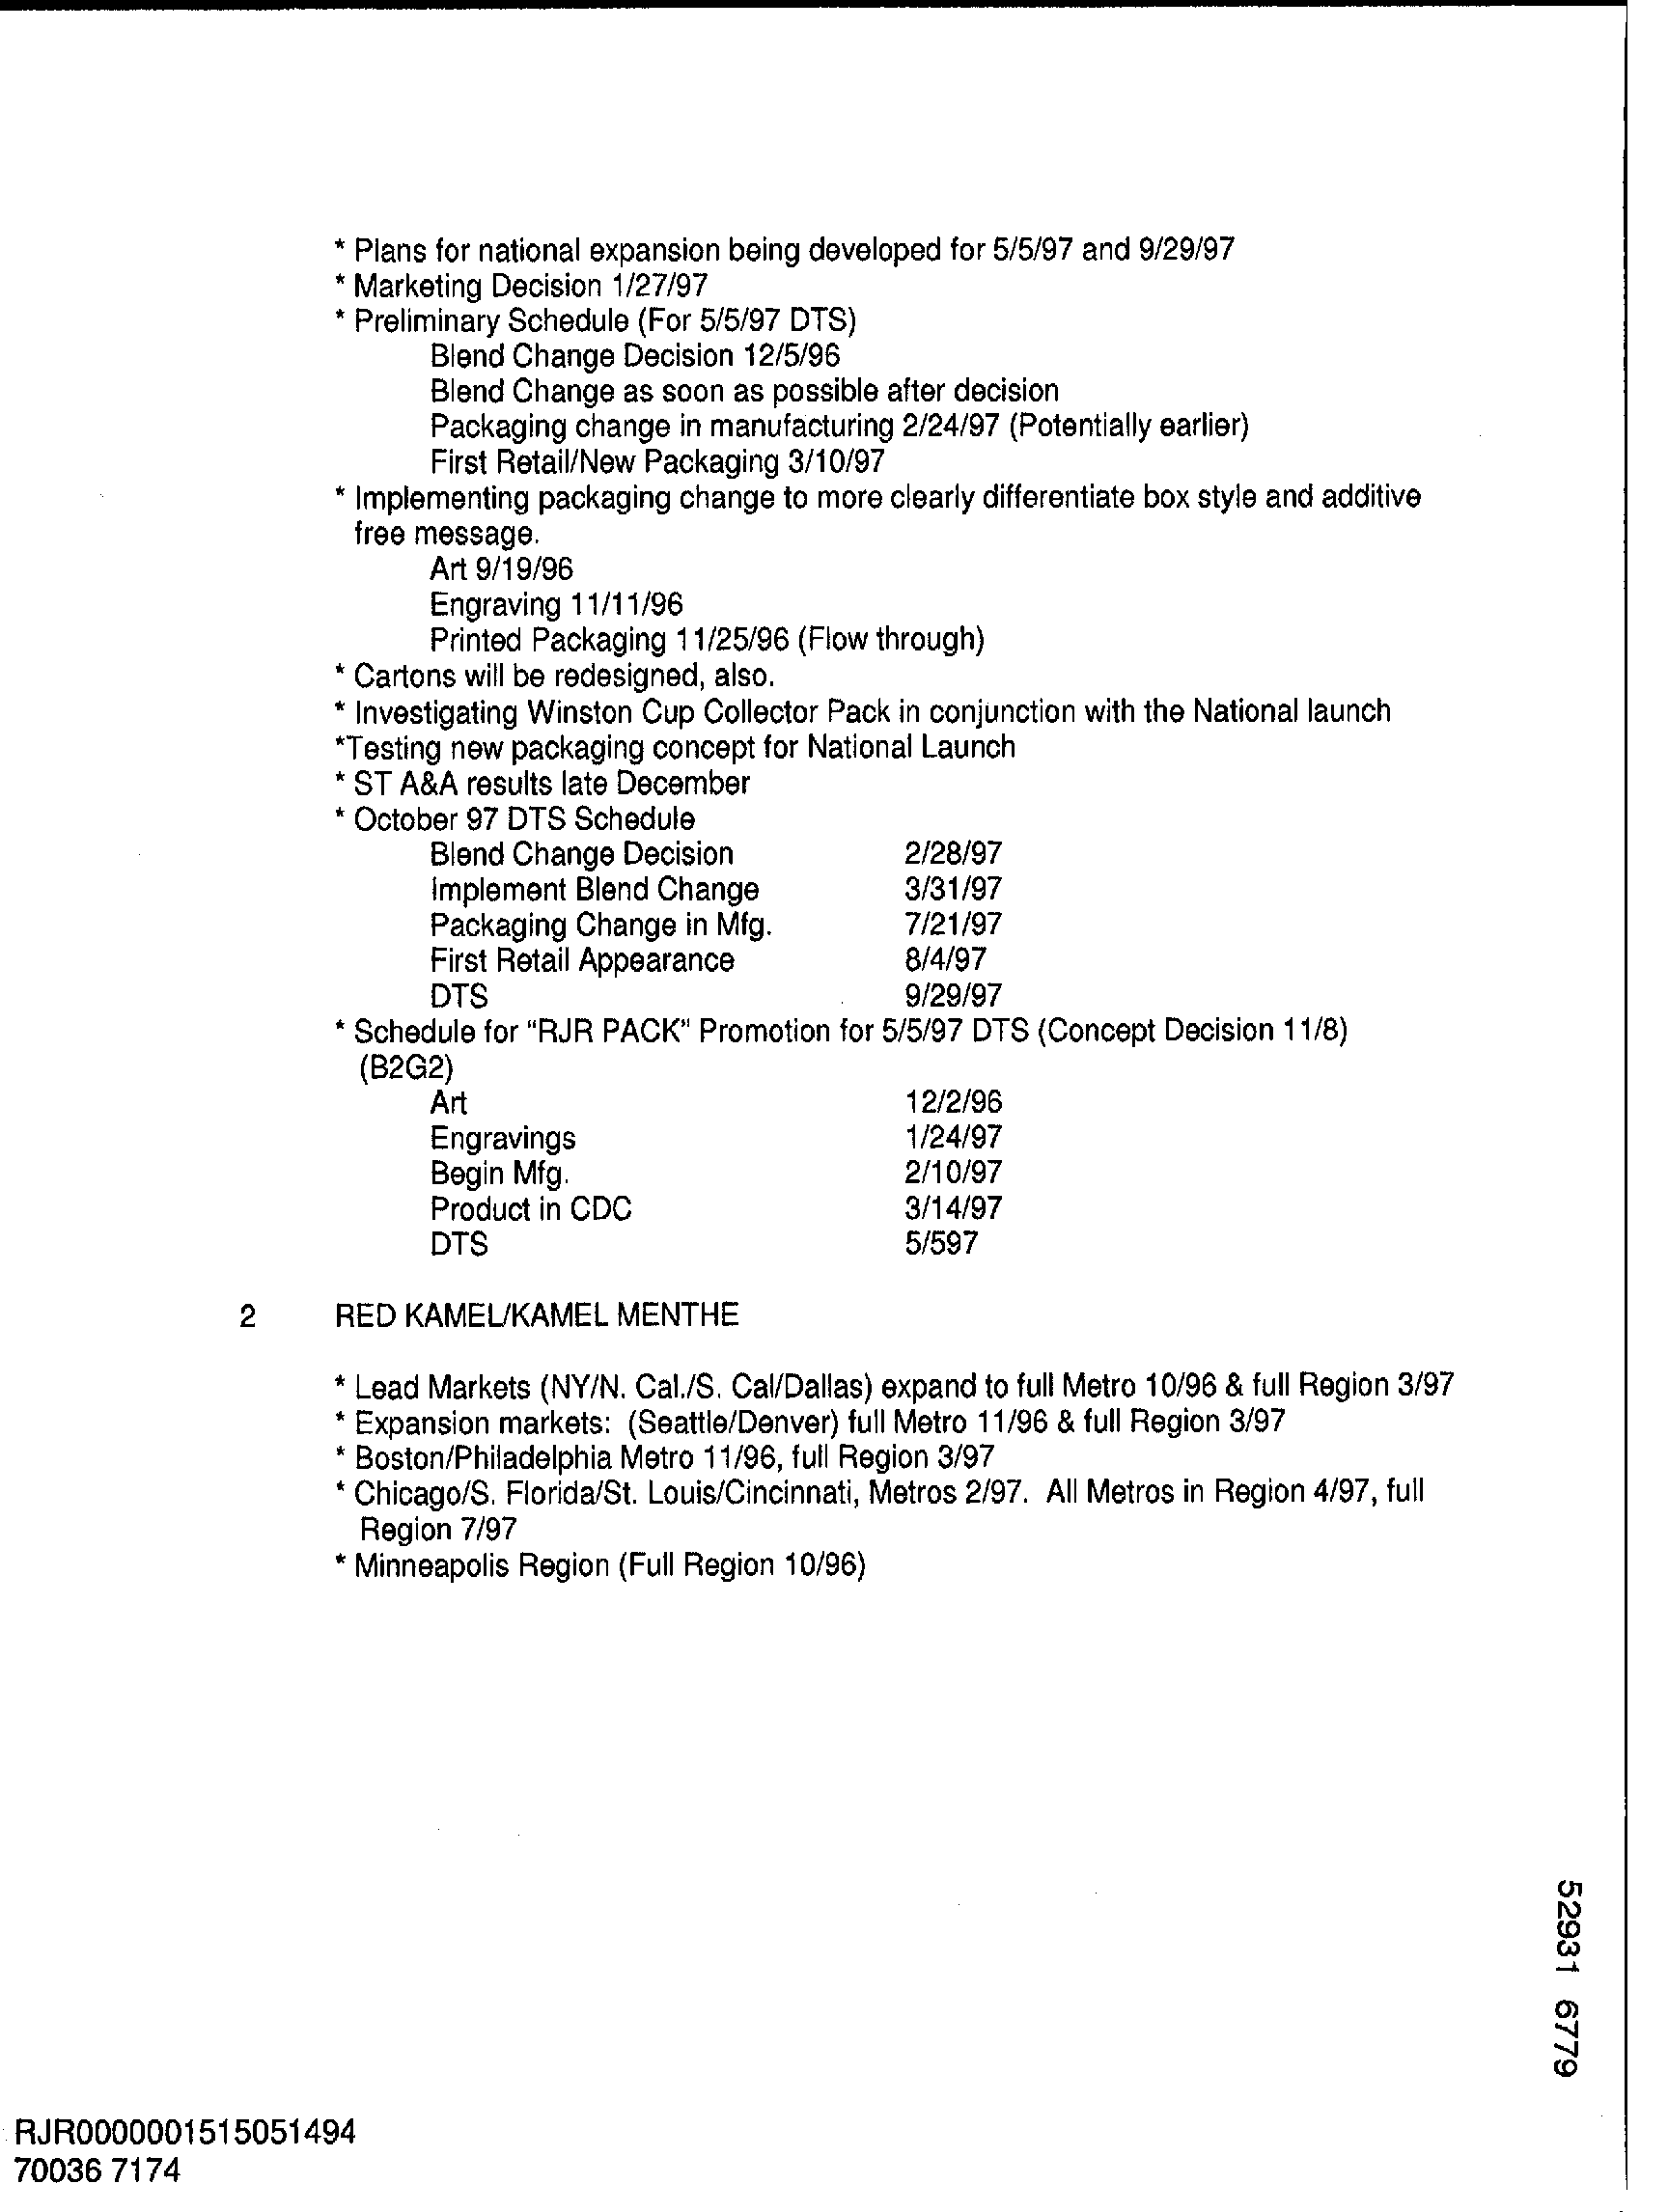 * Plans for national expansion being developed for 5/5/97 and 9/29/97
* Marketing Decision 1/27/97
* Preliminary Schedule (For 5/5/97 DTS)
Blend Change Decision 12/5/96
Blend Change as soon as possible after decision
Packaging change in manufacturing 2/24/97 (Potentially earlier)
First Retail/New Packaging 3/10/97
* Implementing packaging change to more clearly differentiate box style and additive
free message.
Art 9/19/96
Engraving 11/11/96
Printed Packaging 11/25/96 (Flow through)
* Cartons will be redesigned, also.
* Investigating Winston Cup Collector Pack in conjunction with the National launch
*Testing new packaging concept for National Launch
* ST A&A results late December
* October 97 DTS Schedule
Blend Change Decision 2/28/97
Implement Blend Change 3/31/97
Packaging Change in Mfg. 7/21/97
First Retail Appearance 8/4/97
DTS 9/29/97
* Schedule for "RJR PACK" Promotion for 5/5/97 DTS (Concept Decision 11/8)
(B2G2)
Art 12/2/96
Engravings 1/24/97
Begin Mfg. 2/10/97
Product in CDC 3/14/97
DTS 5/597
2 RED KAMEL/KAMEL MENTHE
* Lead Markets (NY/N. Cal./S. Cal/Dallas) expand to full Metro 10/96 & full Region 3/97
* Expansion markets: (Seattle/Denver) full Metro 11/96 & full Region 3/97
* Boston/Philadelphia Metro 11/96, full Region 3/97
* Chicago/S. Florida/St. Louis/Cincinnati, Metros 2/97. All Metros in Region 4/97, full
Region 7/97
* Minneapolis Region (Full Region 10/96)
52931 6779
RJR0000001515051494
70036 7174